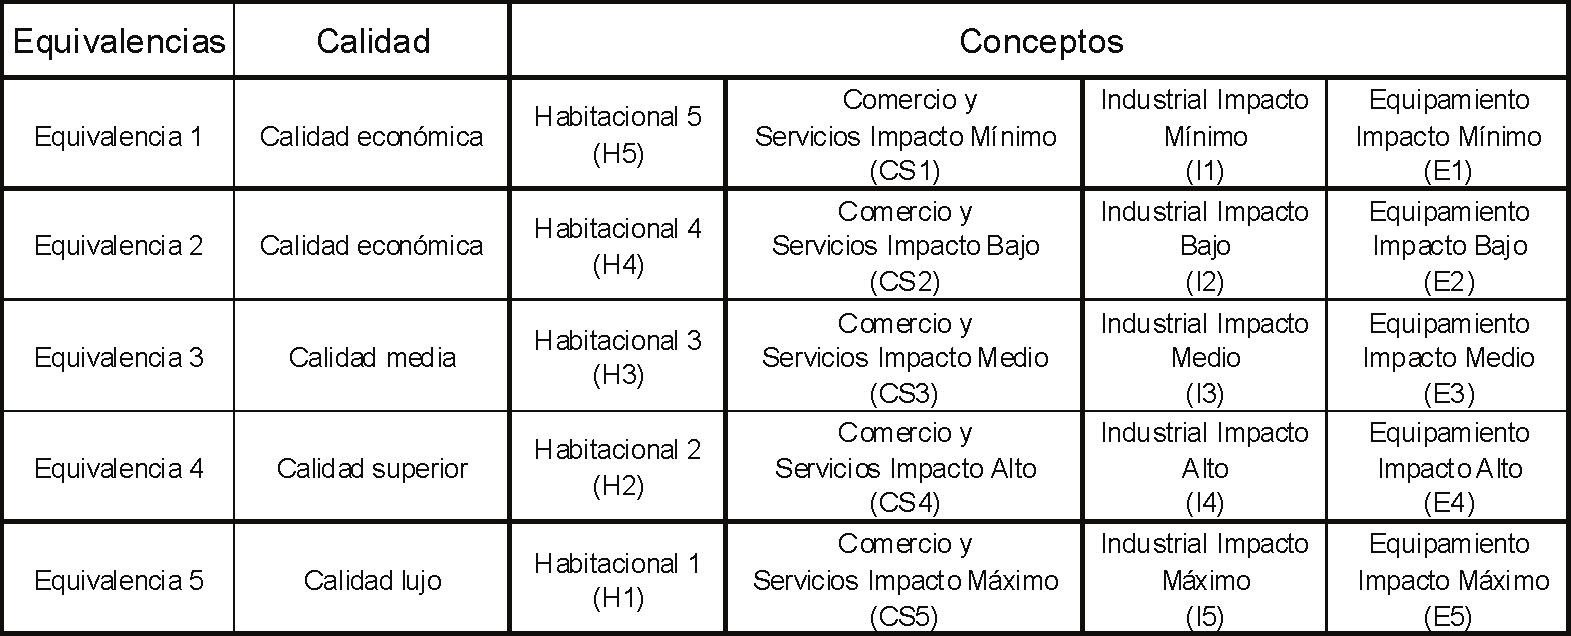 Equivalencias Calidad Conceptos
Equivalencia 1
Calidad económica
Habitacional 5
(H5)
Comercio y
Servicios Impacto Mínimo
(CS1)
Industrial Impacto
Mínimo
(I1)
Equipamiento
Impacto Mínimo
(E1)
Equivalencia 2
Calidad económica
Habitacional 4
(H4)
Comercio y
Servicios Impacto Bajo
(CS2)
Industrial Impacto
Bajo
(I2)
Equipamiento
Impacto Bajo
(E2)
Equivalencia 3
Calidad media
Habitacional 3
(H3)
Comercio y
Servicios Impacto Medio
(CS3)
Industrial Impacto
Medio
(I3)
Equipamiento
Impacto Medio
(E3)
Equivalencia 4
Calidad superior
Habitacional 2
(H2)
Comercio y
Servicios Impacto Alto
(CS4)
Industrial Impacto
Alto
(I4)
Equipamiento
Impacto Alto
(E4)
Equivalencia 5
Calidad lujo
Habitacional 1
(H1)
Comercio y
Servicios Impacto Máximo
(CS5)
Industrial Impacto
Máximo
(I5)
Equipamiento
Impacto Máximo
(E5)